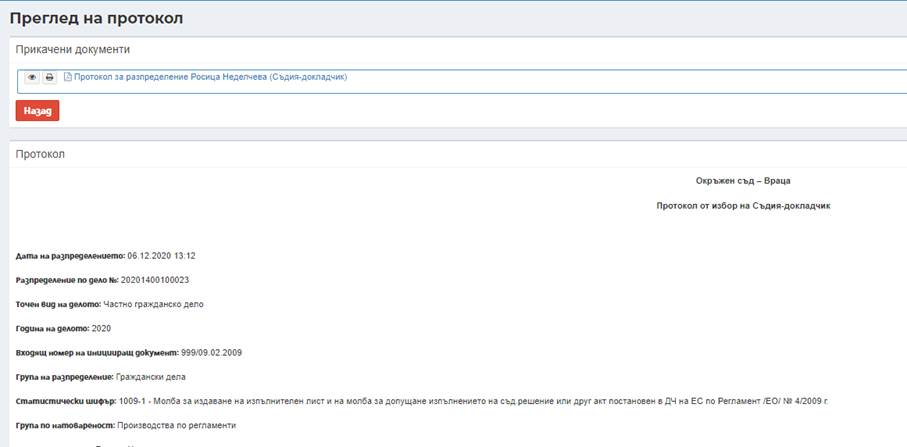 Преглед на протокол
Прикачени документи
Протокол за разпределение Росица Неделчева (Съдия-докладчик)
Назад
Протокол
Окръжен съд – Враца
Протокол от избор на Съдия-докладчик
Дата на разпределението: 06.12.2020 13:12
Разпределение по дело №: 20201400100023
Точен вид на делото: Частно гражданско дело
Година на делото: 2020
Входящ номер на иницииращ документ: 999/09.02.2009
Група на разпределение: Граждански дела
Статистически шифър: 1009-1 - Молба за издаване на изпълнителен лист и на молба за допущане изпълнението на съд.решение или друг акт постановен в ДЧ на ЕС по Регламент /ЕО/ № 4/2009 г.
Група по натовареност: Производства по регламенти